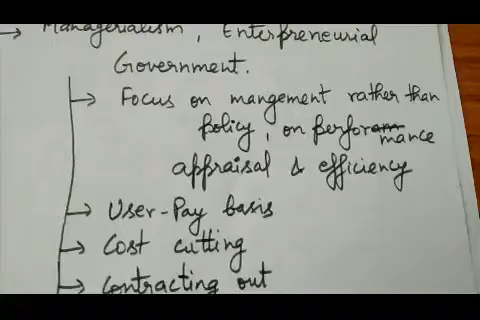 → Managerialism, Enterpreneurial
Government.
→ Focus on mangement rather than
policy, on performance
appraisal & efficiency
→ User-Pay basis
→ Cost cutting
→ Contracting out